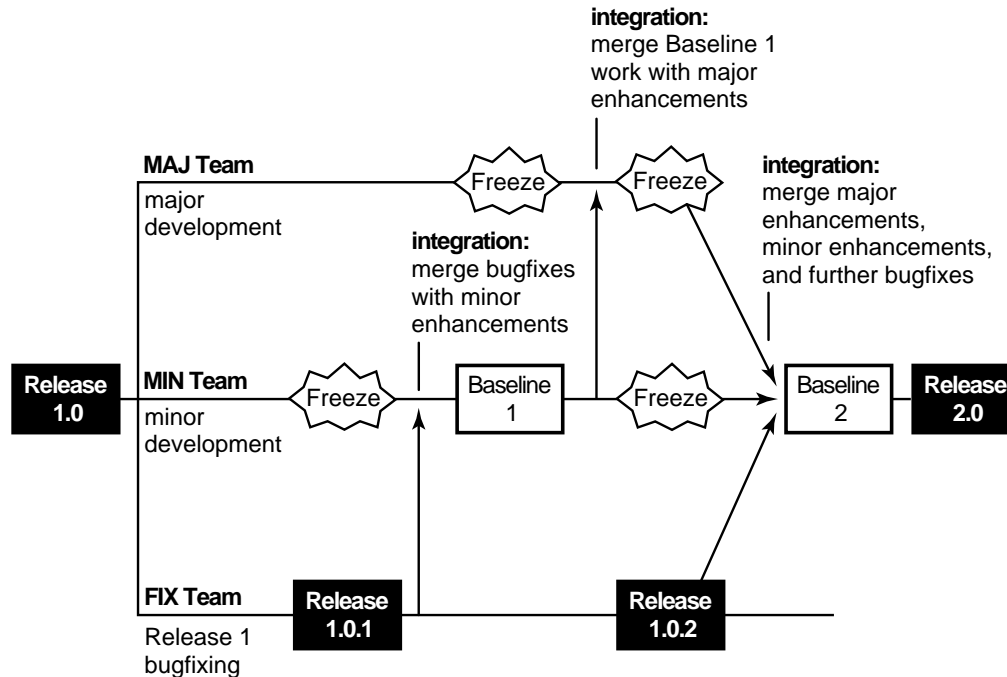 integration:
merge Baseline 1
work with major
enhancements
MAJ Team
major
development
Freeze
Freeze
integration:
merge major
enhancements,
minor enhancements,
and further bugfixes
integration:
merge bugfixes
with minor
enhancements
Release
1.0
MIN Team
minor
development
Freeze
Baseline
1
Freeze
Baseline
2
Release
2.0
FIX Team
Release 1
bugfixing
Release
1.0.1
Release
1.0.2